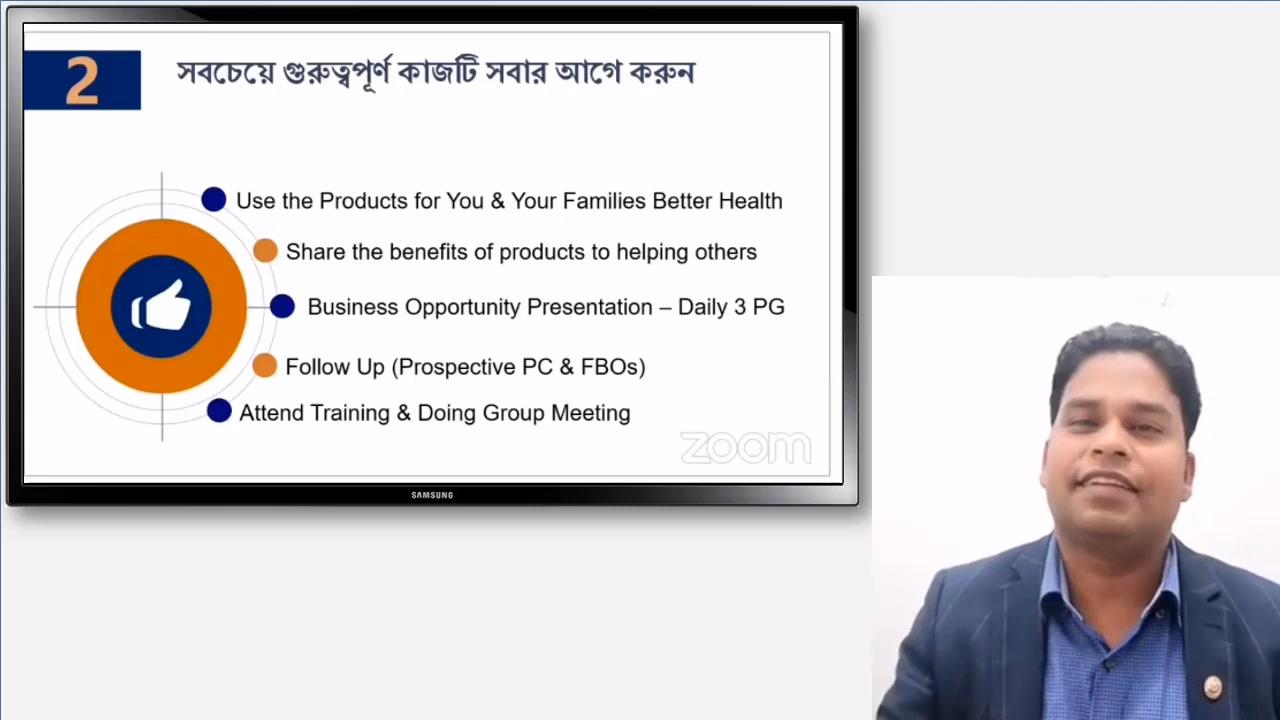 2
সবচেয়ে গুরুত্বপূর্ণ কাজটি সবার আগে করুন
Use the Products for You & Your Families Better Health
Share the benefits of products to helping others
Business Opportunity Presentation – Daily 3 PG
Follow Up (Prospective PC & FBOs)
Attend Training & Doing Group Meeting
zoom
SAMSUNG